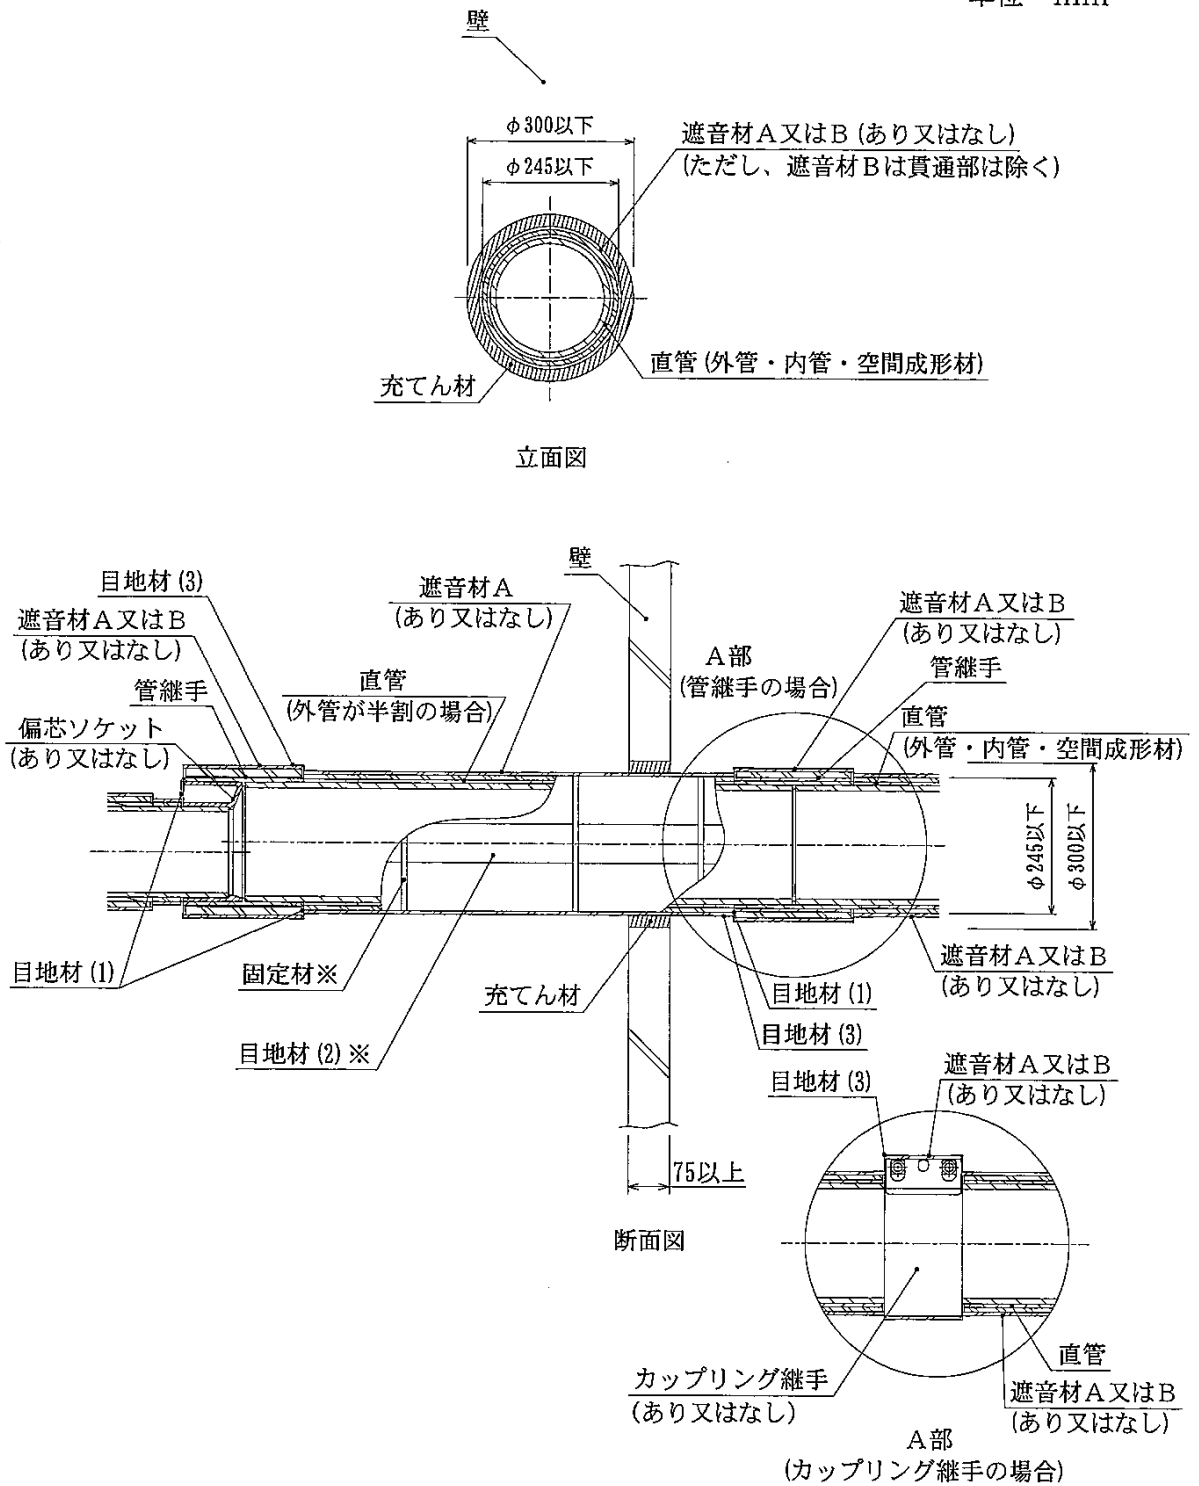 単位 mm
壁
φ300以下
φ245以下
遮音材A又はB (あり又はなし)
(ただし、遮音材Bは貫通部は除く)
直管 (外管・内管・空間成形材)
充てん材
立面図
壁
目地材 (3)
遮音材A又はB
(あり又はなし)
管継手
偏芯ソケット
(あり又はなし)
遮音材A
(あり又はなし)
直管
(外管が半割の場合)
A部
(管継手の場合)
遮音材A又はB
(あり又はなし)
管継手
直管
(外管・内管・空間成形材)
φ245以下
φ300以下
目地材 (1)
固定材※
目地材 (2) ※
充てん材
目地材 (1)
目地材 (3)
遮音材A又はB
(あり又はなし)
75以上
断面図
目地材 (3)
遮音材A又はB
(あり又はなし)
カップリング継手
(あり又はなし)
直管
遮音材A又はB
(あり又はなし)
A部
(カップリング継手の場合)